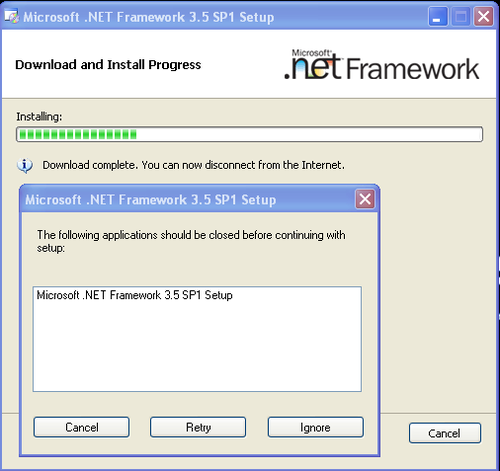 Microsoft .NET Framework 3.5 SP1 Setup
Download and Install Progress
Microsoft®
.net Framework
Installing:
Download complete. You can now disconnect from the Internet.
Microsoft .NET Framework 3.5 SP1 Setup
The following applications should be closed before continuing with
setup:
Microsoft .NET Framework 3.5 SP1 Setup
Cancel
Retry
Ignore
Cancel